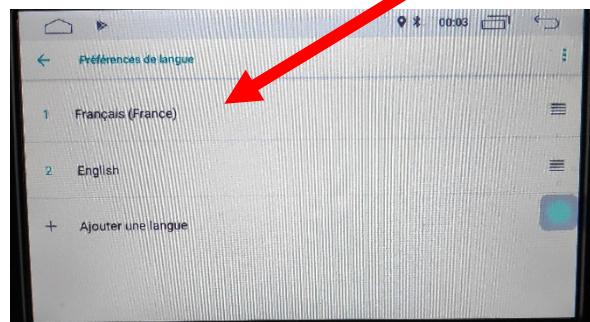 00:03
Préférences de langue
1 Français (France)
2 English
+ Ajouter une langue